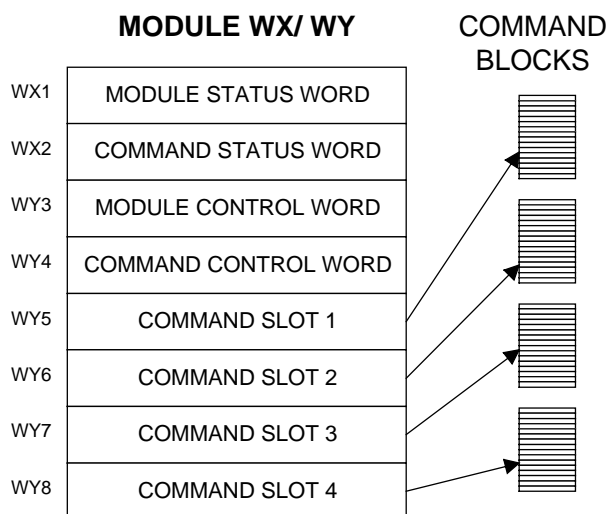 MODULE WX/ WY
COMMAND
BLOCKS
WX1 MODULE STATUS WORD
WX2 COMMAND STATUS WORD
WY3 MODULE CONTROL WORD
WY4 COMMAND CONTROL WORD
WY5 COMMAND SLOT 1
WY6 COMMAND SLOT 2
WY7 COMMAND SLOT 3
WY8 COMMAND SLOT 4